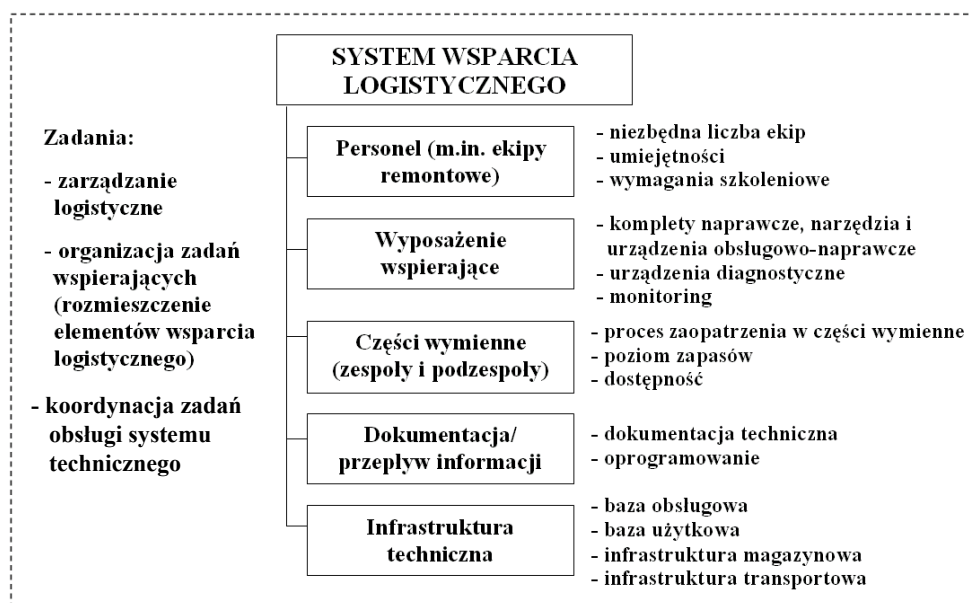 SYSTEM WSPARCIA
LOGISTYCZNEGO
Zadania:
- zarządzanie
logistyczne
- organizacja zadań
wspierających
(rozmieszczenie
elementów wsparcia
logistycznego)
- koordynacja zadań
obsługi systemu
technicznego
Personel (m.in. ekipy
remontowe)
- niezbędna liczba ekip
- umiejętności
- wymagania szkoleniowe
Wyposażenie
wspierające
- komplety naprawcze, narzędzia i
urządzenia obsługowo-naprawcze
- urządzenia diagnostyczne
- monitoring
Części wymienne
(zespoły i podzespoły)
- proces zaopatrzenia w części wymienne
- poziom zapasów
- dostępność
Dokumentacja/
przepływ informacji
- dokumentacja techniczna
- oprogramowanie
Infrastruktura
techniczna
- baza obsługowa
- baza użytkowa
- infrastruktura magazynowa
- infrastruktura transportowa